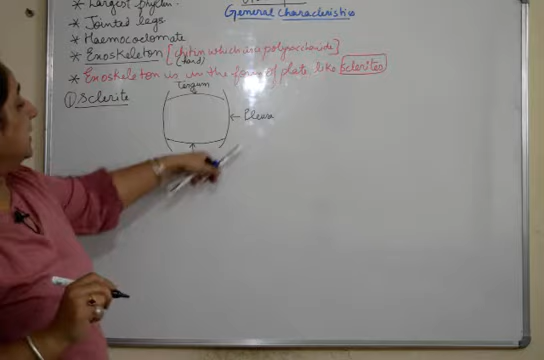 General Characteristics
* Largest phylum.
* Jointed legs
* Haemocoelomate
* Exoskeleton [chitin which is a polysaccharide]
(hard)
* Exoskeleton is in the form of plate like sclerites
① Sclerite
Tergum
← Pleura